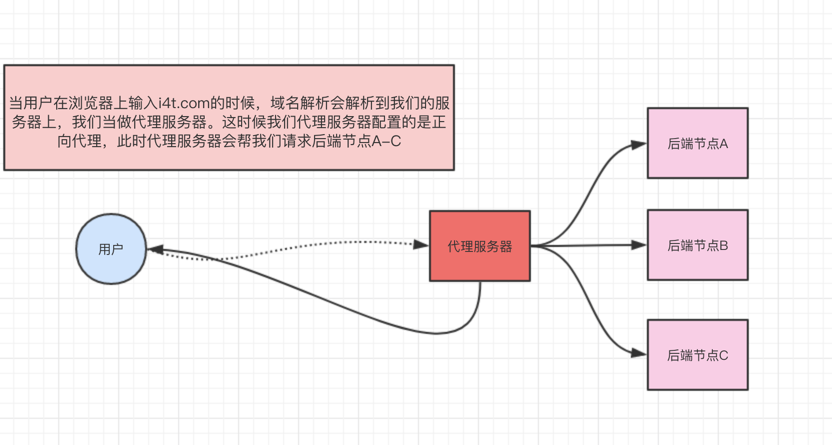 当用户在浏览器上输入i4t.com的时候，域名解析会解析到我们的服
务器上，我们当做代理服务器。这时候我们代理服务器配置的是正
向代理，此时代理服务器会帮我们请求后端节点A-C
后端节点A
用户
代理服务器
后端节点B
后端节点C